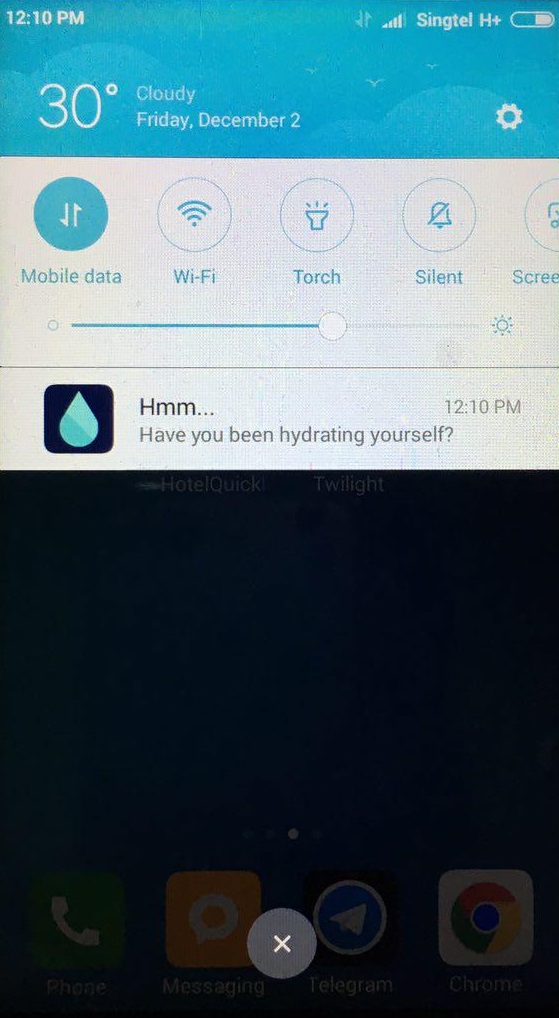 12:10 PM
Singtel H+
30°
Cloudy
Friday, December 2
Mobile data
Wi-Fi
Torch
Silent
Scree
Hmm...
12:10 PM
Have you been hydrating yourself?
HotelQuick
Twilight
Phone
Messaging
Telegram
Chrome